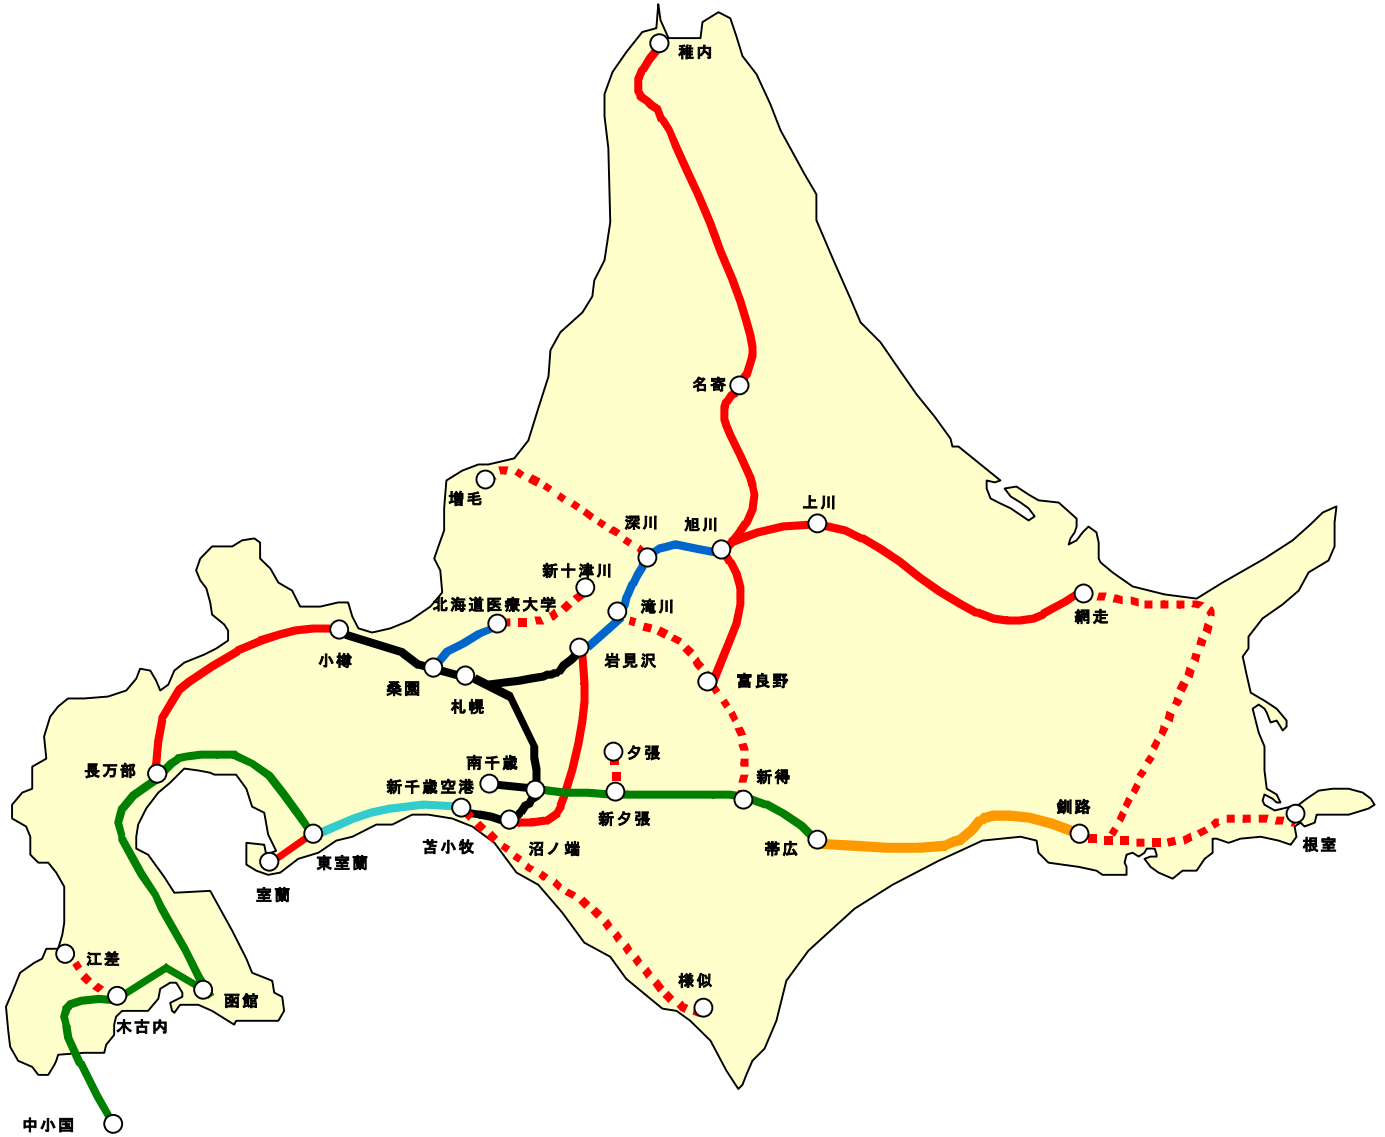 稚内
名寄
増毛
上川
深川
旭川
新十津川
北海道医療大学
滝川
網走
小樽
岩見沢
桑園
富良野
札幌
夕張
南千歳
長万部
新千歳空港
新得
釧路
新夕張
苫小牧
沼ノ端
帯広
根室
東室蘭
室蘭
江差
様似
函館
木古内
中小国